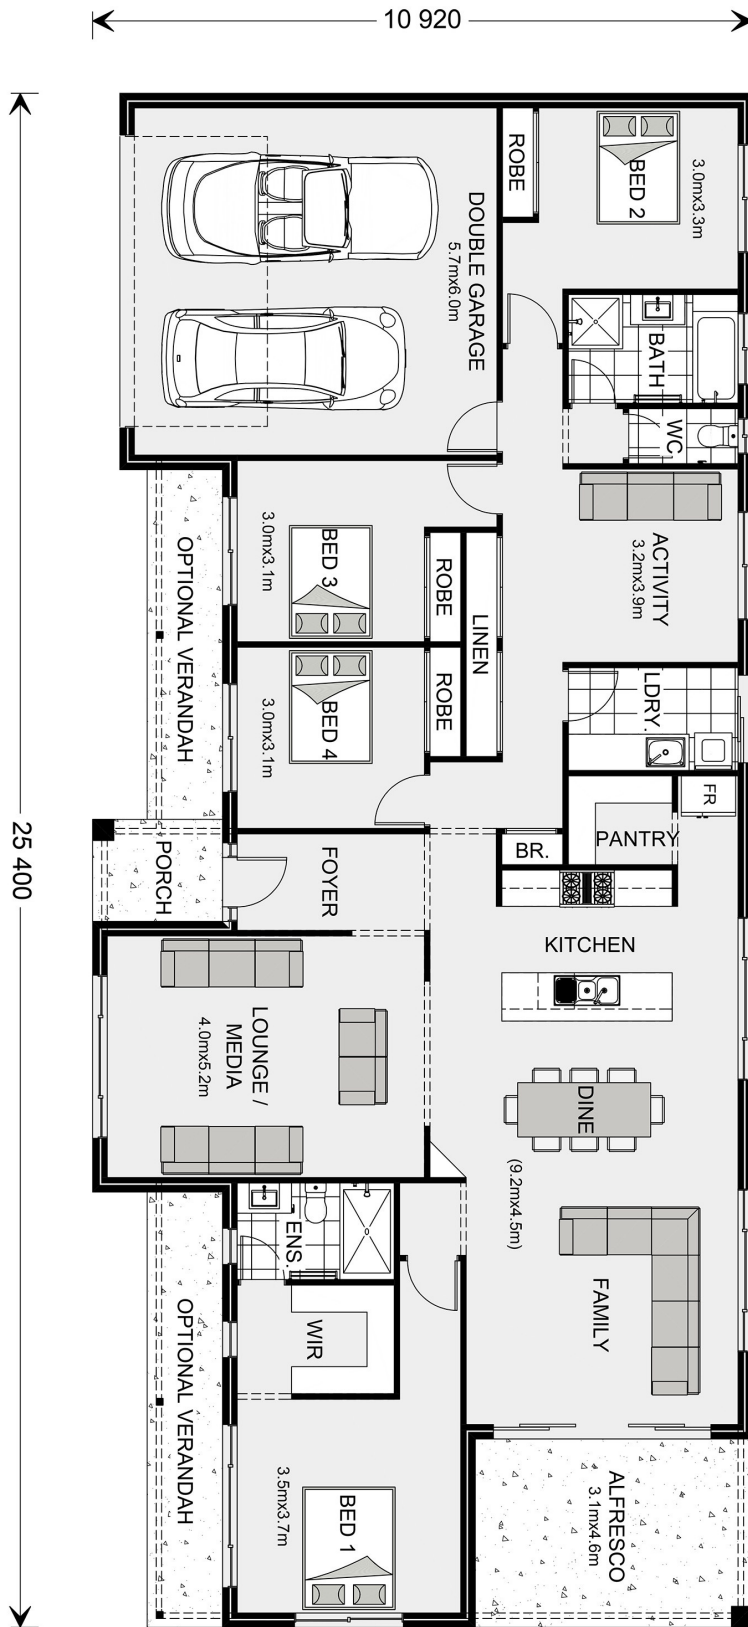 10 920
25 400
ROBE
BED 2
3.0mx3.3m
DOUBLE GARAGE
5.7mx6.0m
BATH
WC
OPTIONAL VERANDAH
3.0mx3.1m
BED 3
ROBE
LINEN
ACTIVITY
3.2mx3.9m
3.0mx3.1m
BED 4
ROBE
LDRY.
FR
PANTRY
BR.
PORCH
FOYER
KITCHEN
LOUNGE /
MEDIA
4.0mx5.2m
DINE
(9.2mx4.5m)
ENS.
FAMILY
WIR
OPTIONAL VERANDAH
3.5mx3.7m
BED 1
ALFRESCO
3.1mx4.6m